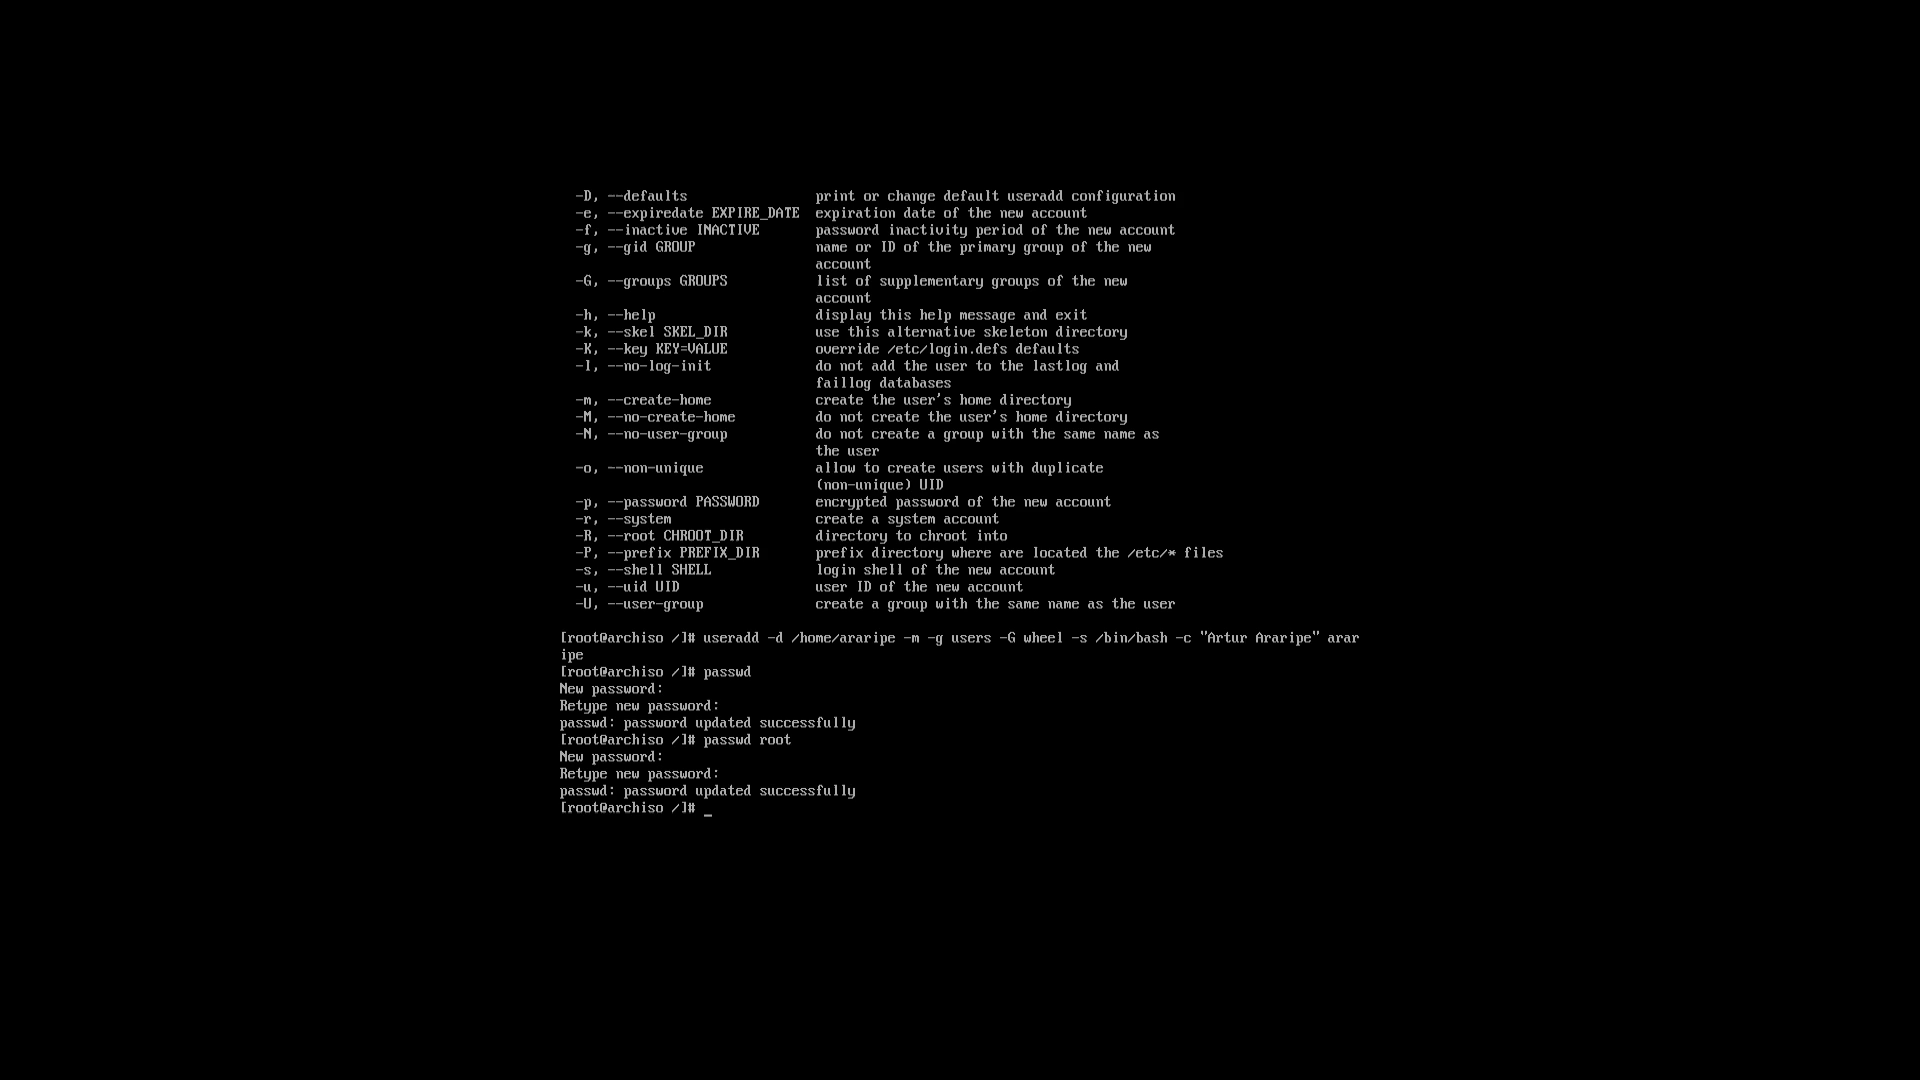 -D, --defaults                print or change default useradd configuration
-e, --expiredate EXPIRE_DATE  expiration date of the new account
-f, --inactive INACTIVE       password inactivity period of the new account
-g, --gid GROUP               name or ID of the primary group of the new
                              account
-G, --groups GROUPS           list of supplementary groups of the new
                              account
-h, --help                    display this help message and exit
-k, --skel SKEL_DIR           use this alternative skeleton directory
-K, --key KEY=VALUE           override /etc/login.defs defaults
-l, --no-log-init             do not add the user to the lastlog and
                              faillog databases
-m, --create-home             create the user's home directory
-M, --no-create-home          do not create the user's home directory
-N, --no-user-group           do not create a group with the same name as
                              the user
-o, --non-unique              allow to create users with duplicate
                              (non-unique) UID
-p, --password PASSWORD       encrypted password of the new account
-r, --system                  create a system account
-R, --root CHROOT_DIR         directory to chroot into
-P, --prefix PREFIX_DIR       prefix directory where are located the /etc/* files
-s, --shell SHELL             login shell of the new account
-u, --uid UID                 user ID of the new account
-U, --user-group              create a group with the same name as the user
[root@archiso /]# useradd -d /home/araripe -m -g users -G wheel -s /bin/bash -c "Artur Araripe" arar
ipe
[root@archiso /]# passwd
New password:
Retype new password:
passwd: password updated successfully
[root@archiso /]# passwd root
New password:
Retype new password:
passwd: password updated successfully
[root@archiso /]# _